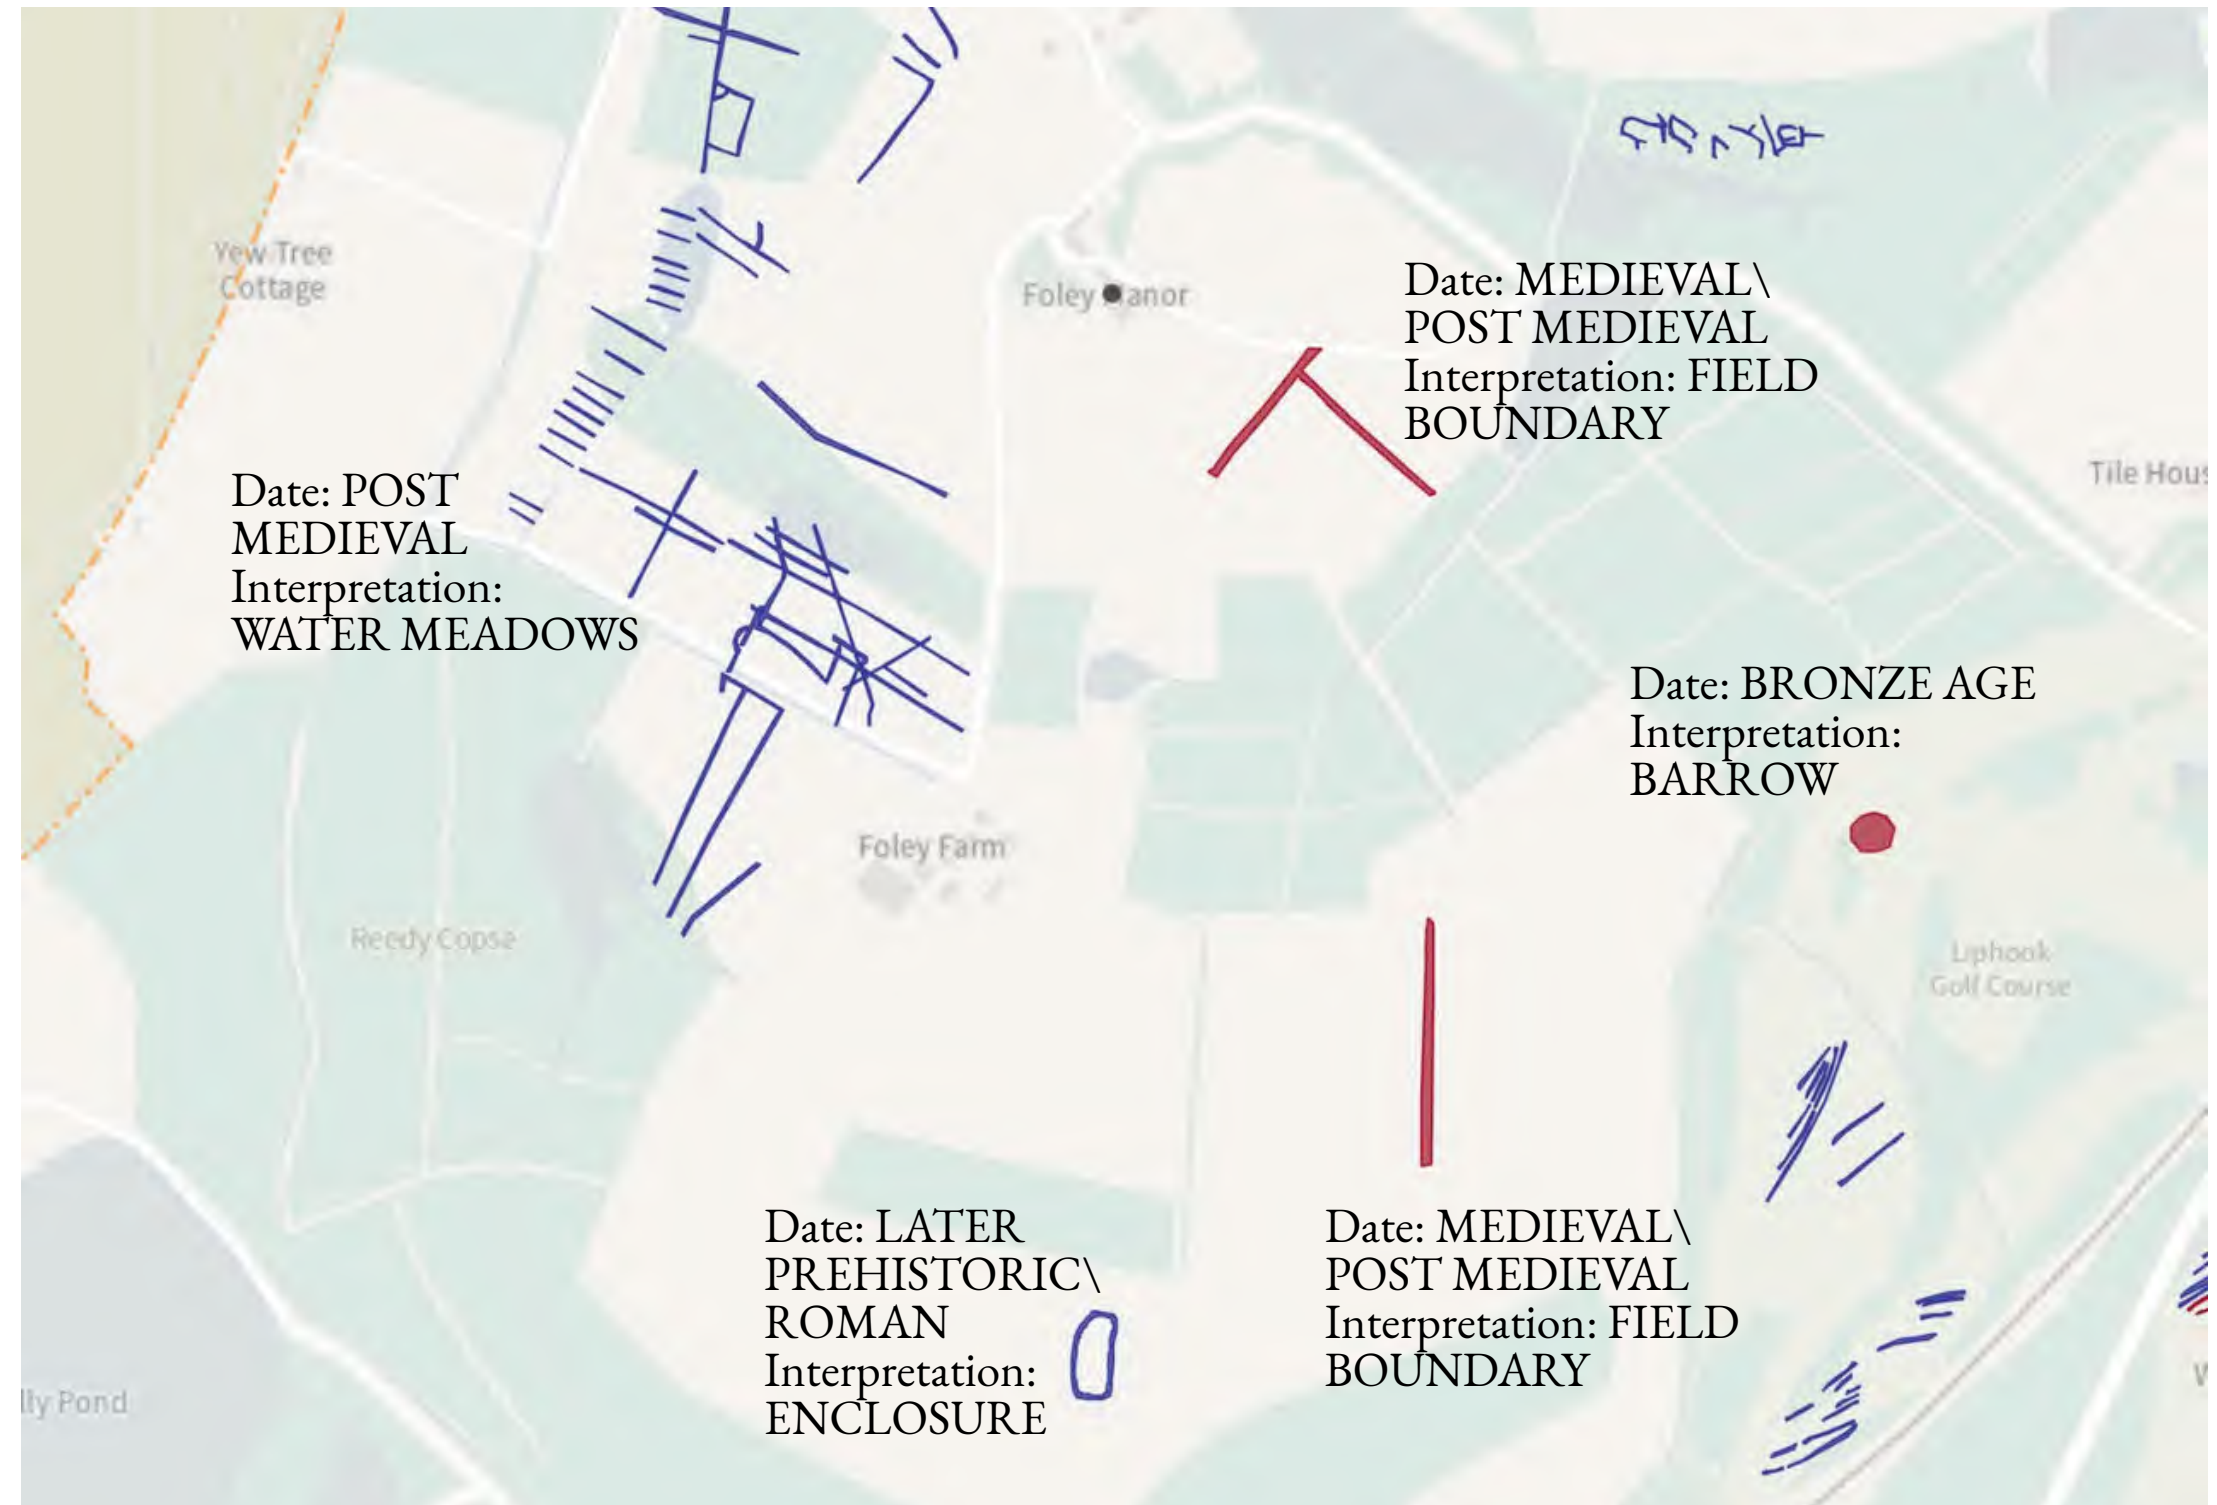 Yew Tree
Cottage
Foley Manor
Date: MEDIEVAL\
POST MEDIEVAL
Interpretation: FIELD
BOUNDARY
Tile Hous
Date: POST
MEDIEVAL
Interpretation:
WATER MEADOWS
Date: BRONZE AGE
Interpretation:
BARROW
Foley Farm
Reedy Copse
Liphook
Golf Course
Date: LATER
PREHISTORIC\
ROMAN
Interpretation:
ENCLOSURE
Date: MEDIEVAL\
POST MEDIEVAL
Interpretation: FIELD
BOUNDARY
lly Pond
W